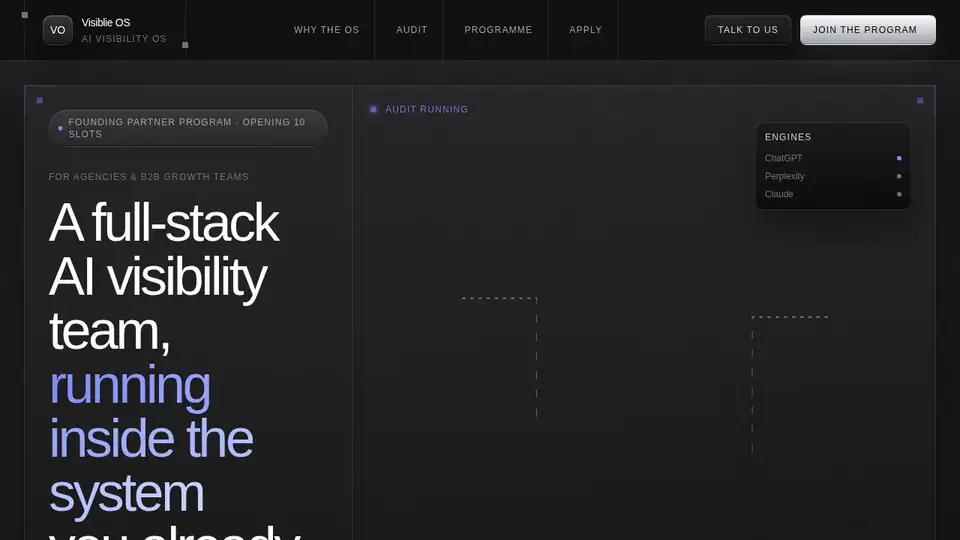 VO
Visiblie OS
AI VISIBILITY OS
WHY THE OS
AUDIT
PROGRAMME
APPLY
TALK TO US
JOIN THE PROGRAM
FOUNDING PARTNER PROGRAM · OPENING 10
SLOTS
FOR AGENCIES & B2B GROWTH TEAMS
A full-stack
AI visibility
team,
running
inside the
system
you already
AUDIT RUNNING
ENGINES
ChatGPT
Perplexity
Claude